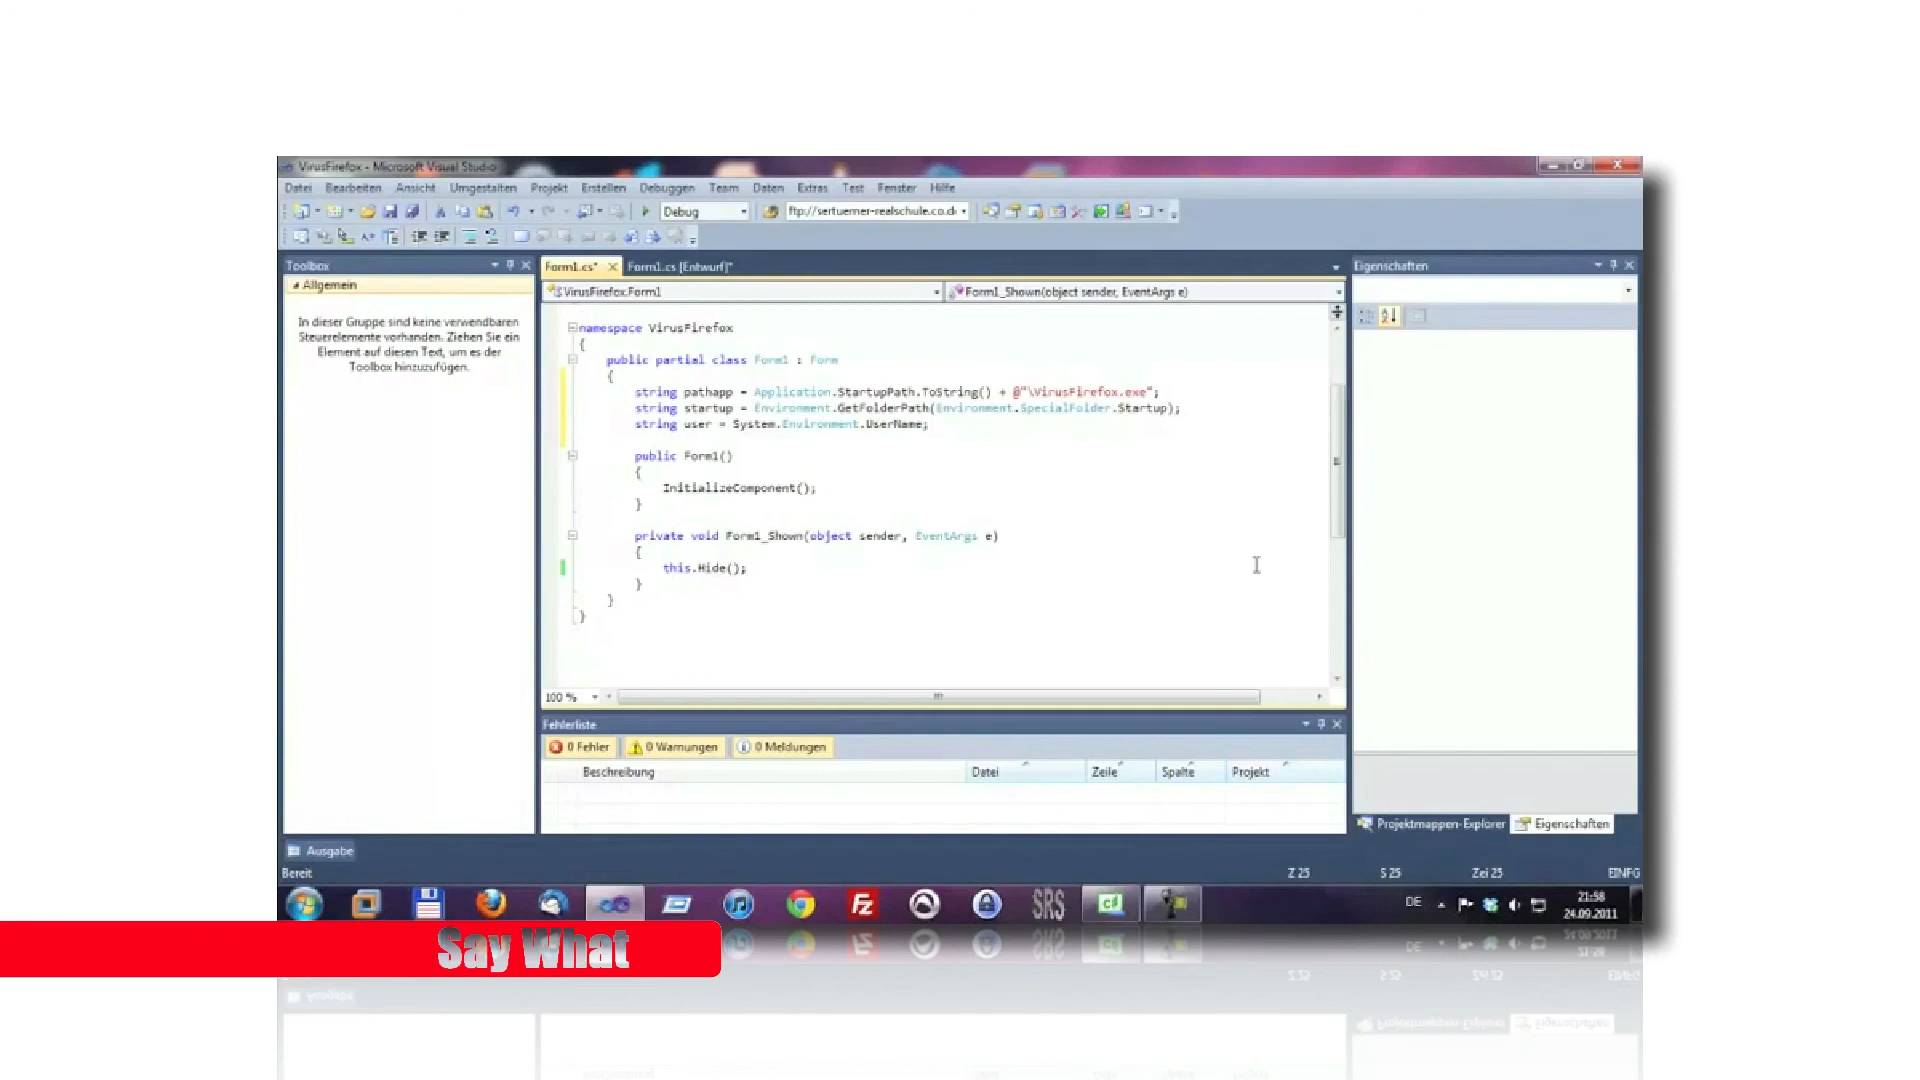 VirusFirefox - Microsoft Visual Studio
Datei Bearbeiten Ansicht Umgestalten Projekt Erstellen Debuggen Team Daten Extras Test Fenster Hilfe
Debug ftp://sertuerner-realschule.co.d
Toolbox
Allgemein
In dieser Gruppe sind keine verwendbaren
Steuerelemente vorhanden. Ziehen Sie ein
Element auf diesen Text, um es der
Toolbox hinzuzufügen.
Form1.cs* Form1.cs [Entwurf]*
VirusFirefox.Form1 Form1_Shown(object sender, EventArgs e)
namespace VirusFirefox
{
public partial class Form1 : Form
{
string pathapp = Application.StartupPath.ToString() + @"\VirusFirefox.exe";
string startup = Environment.GetFolderPath(Environment.SpecialFolder.Startup);
string user = System.Environment.UserName;
public Form1()
{
InitializeComponent();
}
private void Form1_Shown(object sender, EventArgs e)
{
this.Hide();
}
}
}
100 %
Fehlerliste
0 Fehler 0 Warnungen 0 Meldungen
Beschreibung Datei Zeile Spalte Projekt
Eigenschaften
Projektmappen-Explorer Eigenschaften
Ausgabe
Bereit Z 25 S 25 Zei 25 EINFG
SRS DE 21:58
24.09.2011
Say What